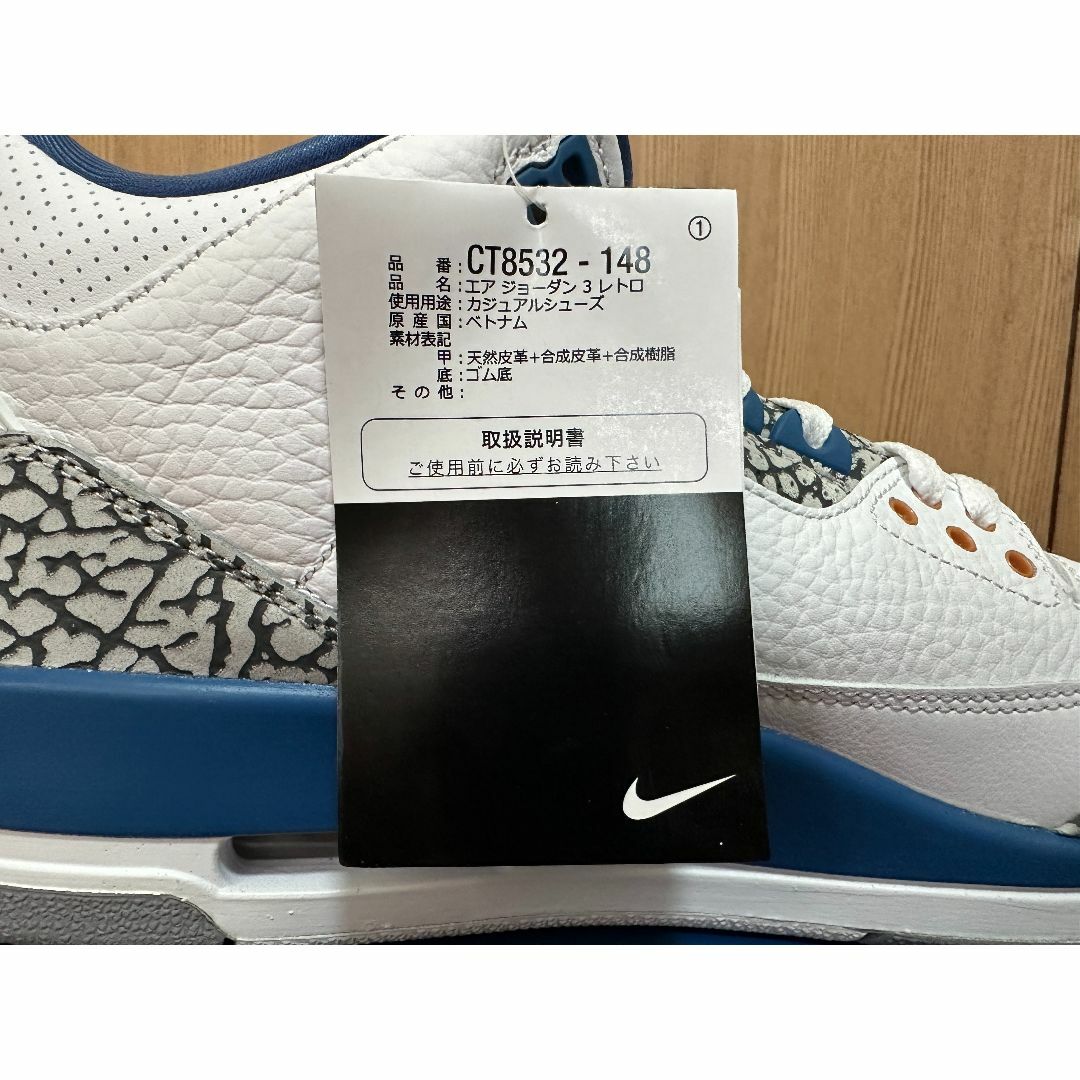 ①
品番:CT8532-148
品名:エア ジョーダン 3 レトロ
使用用途:カジュアルシューズ
原産国:ベトナム
素材表記
甲:天然皮革+合成皮革+合成樹脂
底:ゴム底
その他:
取扱説明書
ご使用前に必ずお読み下さい